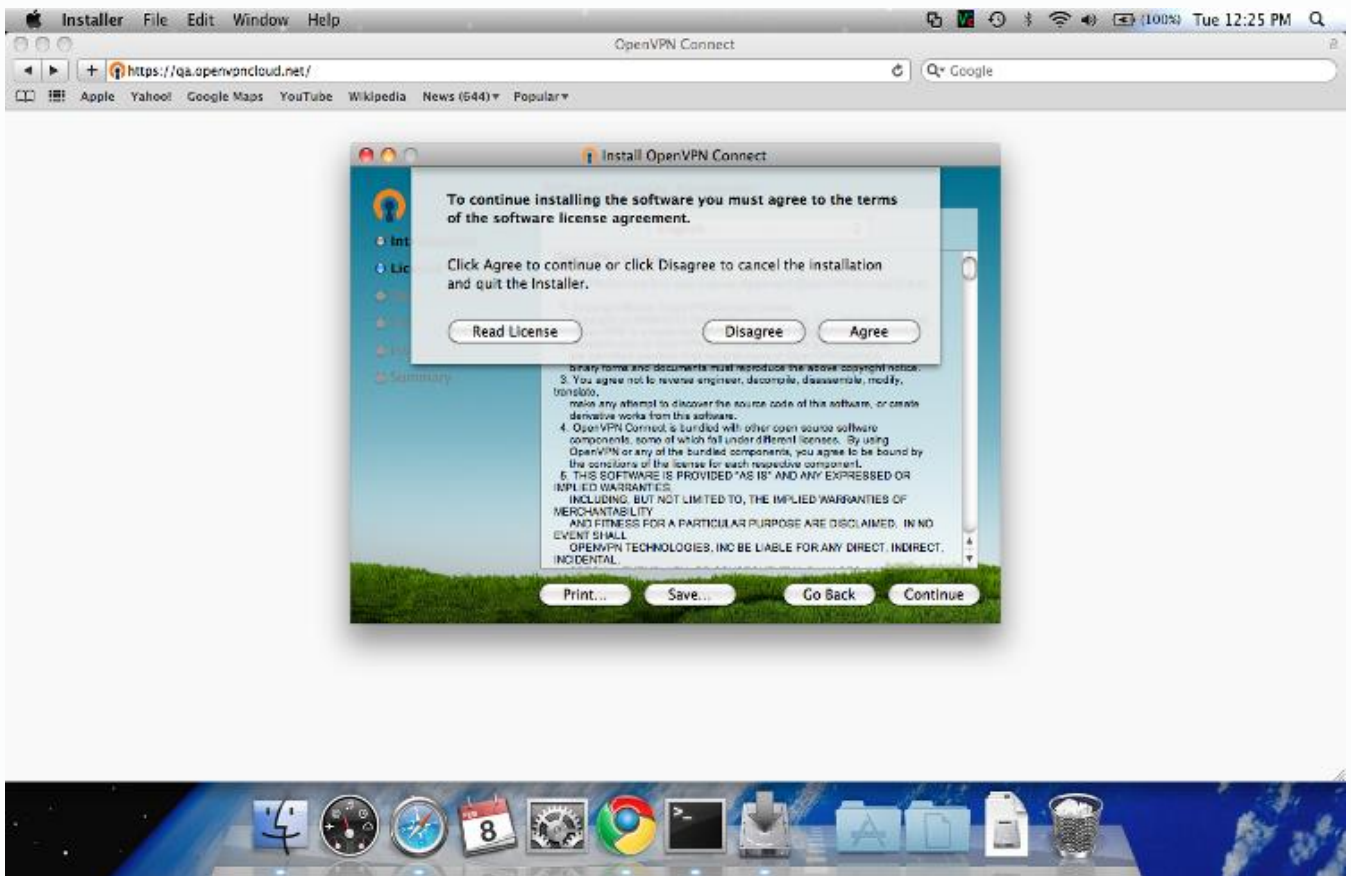 Installer File Edit Window Help (100%) Tue 12:25 PM
OpenVPN Connect
https://qa.openvpncloud.net/ Google
Apple Yahoo! Google Maps YouTube Wikipedia News (644) Popular
Install OpenVPN Connect
To continue installing the software you must agree to the terms
of the software license agreement.
Click Agree to continue or click Disagree to cancel the installation
and quit the Installer.
Read License Disagree Agree
Int
Lic
Summary
binary forms and documents must reproduce the above copyright notice.
3. You agree not to reverse engineer, decompile, disassemble, modify,
translate,
make any attempt to discover the source code of this software, or create
derivative works from this software.
4. OpenVPN Connect is bundled with other open source software
components, some of which fall under different licenses. By using
OpenVPN or any of the bundled components, you agree to be bound by
the conditions of the license for each respective component.
5. THIS SOFTWARE IS PROVIDED "AS IS" AND ANY EXPRESSED OR
IMPLIED WARRANTIES,
INCLUDING, BUT NOT LIMITED TO, THE IMPLIED WARRANTIES OF
MERCHANTABILITY
AND FITNESS FOR A PARTICULAR PURPOSE ARE DISCLAIMED. IN NO
EVENT SHALL
OPENVPN TECHNOLOGIES, INC BE LIABLE FOR ANY DIRECT, INDIRECT,
INCIDENTAL,
Print... Save... Go Back Continue
FEB
8